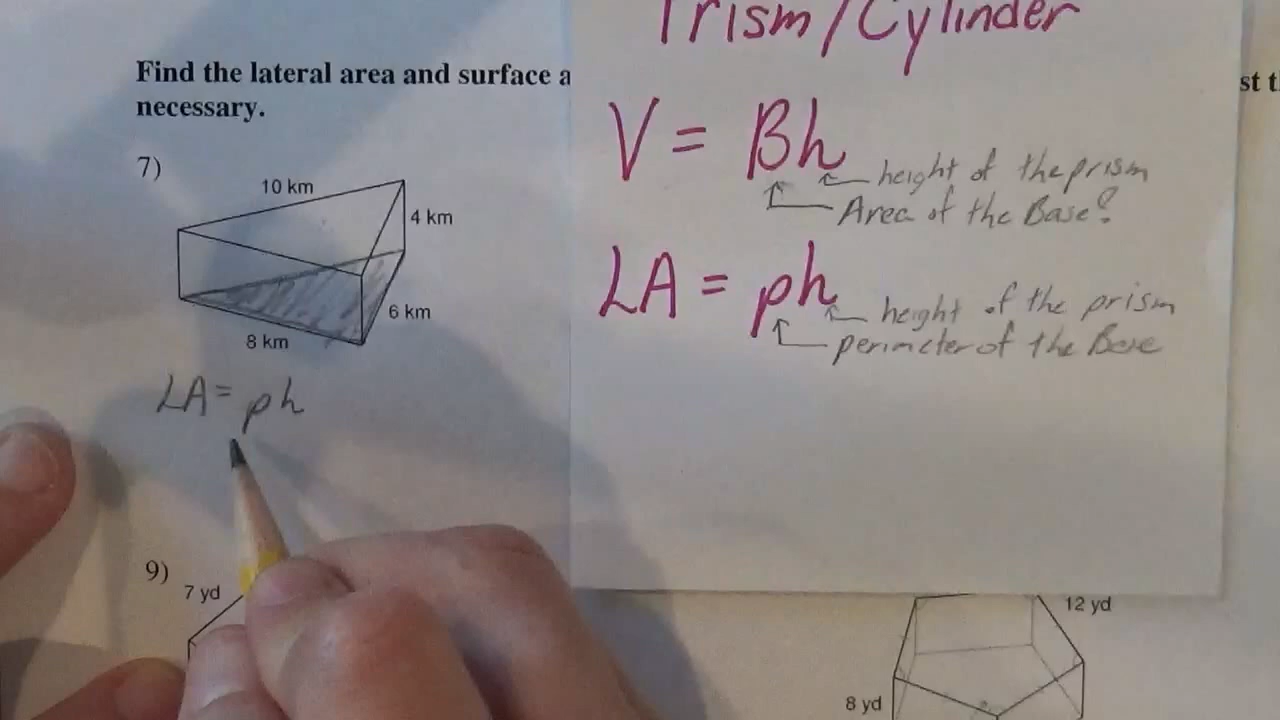 Prism/Cylinder
Find the lateral area and surface a
st t
necessary.
7)
10 km
4 km
6 km
8 km
V = Bh
height of the prism
Area of the Base?
LA = ph
height of the prism
perimeter of the Base
LA = ph
9)
7 yd
12 yd
8 yd